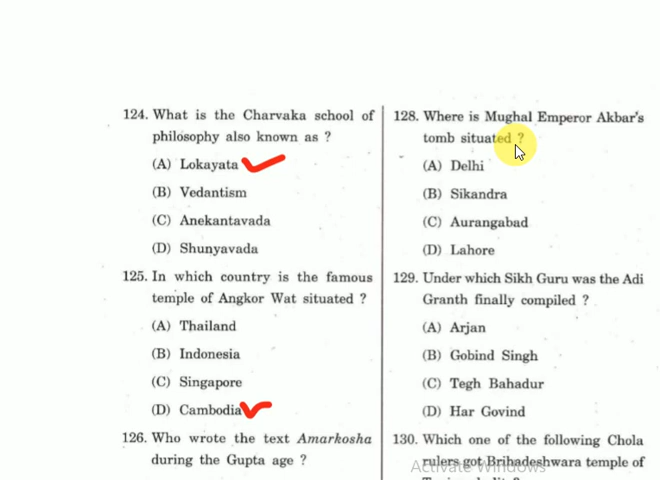 124. What is the Charvaka school of
philosophy also known as ?
(A) Lokayata
(B) Vedantism
(C) Anekantavada
(D) Shunyavada
125. In which country is the famous
temple of Angkor Wat situated ?
(A) Thailand
(B) Indonesia
(C) Singapore
(D) Cambodia
126. Who wrote the text Amarkosha
during the Gupta age ?
128. Where is Mughal Emperor Akbar's
tomb situated ?
(A) Delhi
(B) Sikandra
(C) Aurangabad
(D) Lahore
129. Under which Sikh Guru was the Adi
Granth finally compiled ?
(A) Arjan
(B) Gobind Singh
(C) Tegh Bahadur
(D) Har Govind
130. Which one of the following Chola
rulers got Brihadeshwara temple of
Activate Windows